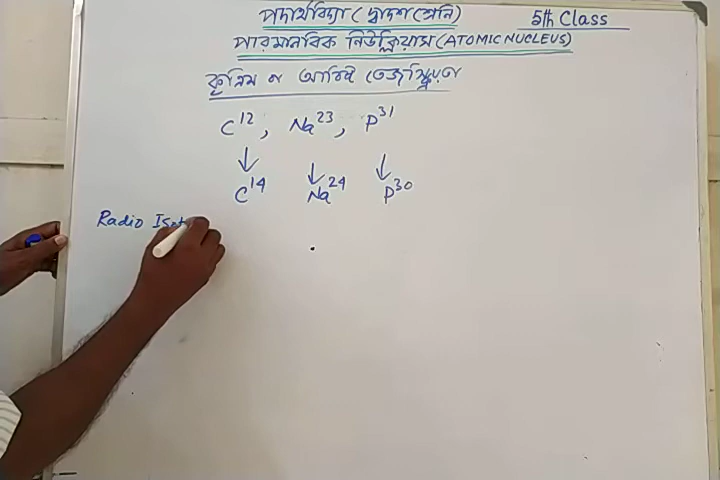 পদার্থবিদ্যা (দ্বাদশ শ্রেনি) 5th Class
পারমানবিক নিউক্লিয়াস (ATOMIC NUCLEUS)
কৃত্রিম বা আবিষ্ট তেজস্ক্রিয়তা
C¹², Na²³, P³¹
↓ ↓ ↓
C¹⁴ Na²⁴ P³⁰
Radio Isot